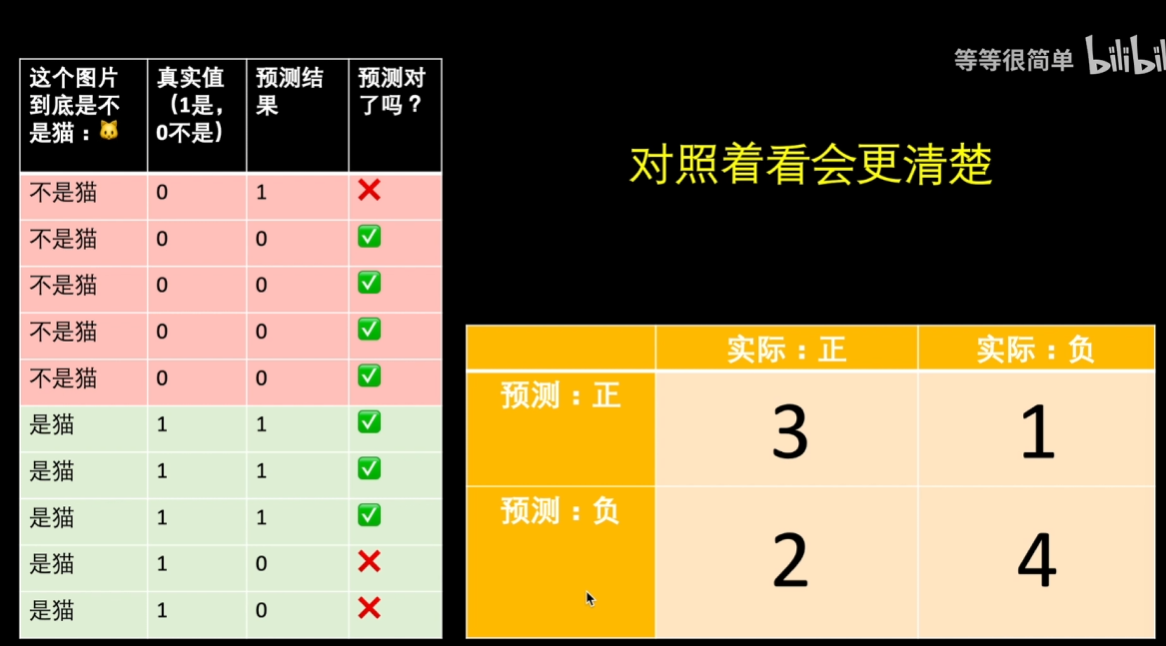 等等很简单 bilibili
这个图片
到底是不
是猫：🐱
真实值
（1是，
0不是）
预测结
果
预测对
了吗？
不是猫 0 1 ❌
不是猫 0 0 ✅
不是猫 0 0 ✅
不是猫 0 0 ✅
不是猫 0 0 ✅
是猫 1 1 ✅
是猫 1 1 ✅
是猫 1 1 ✅
是猫 1 0 ❌
是猫 1 0 ❌
对照着看会更清楚
实际：正 实际：负
预测：正 3 1
预测：负 2 4